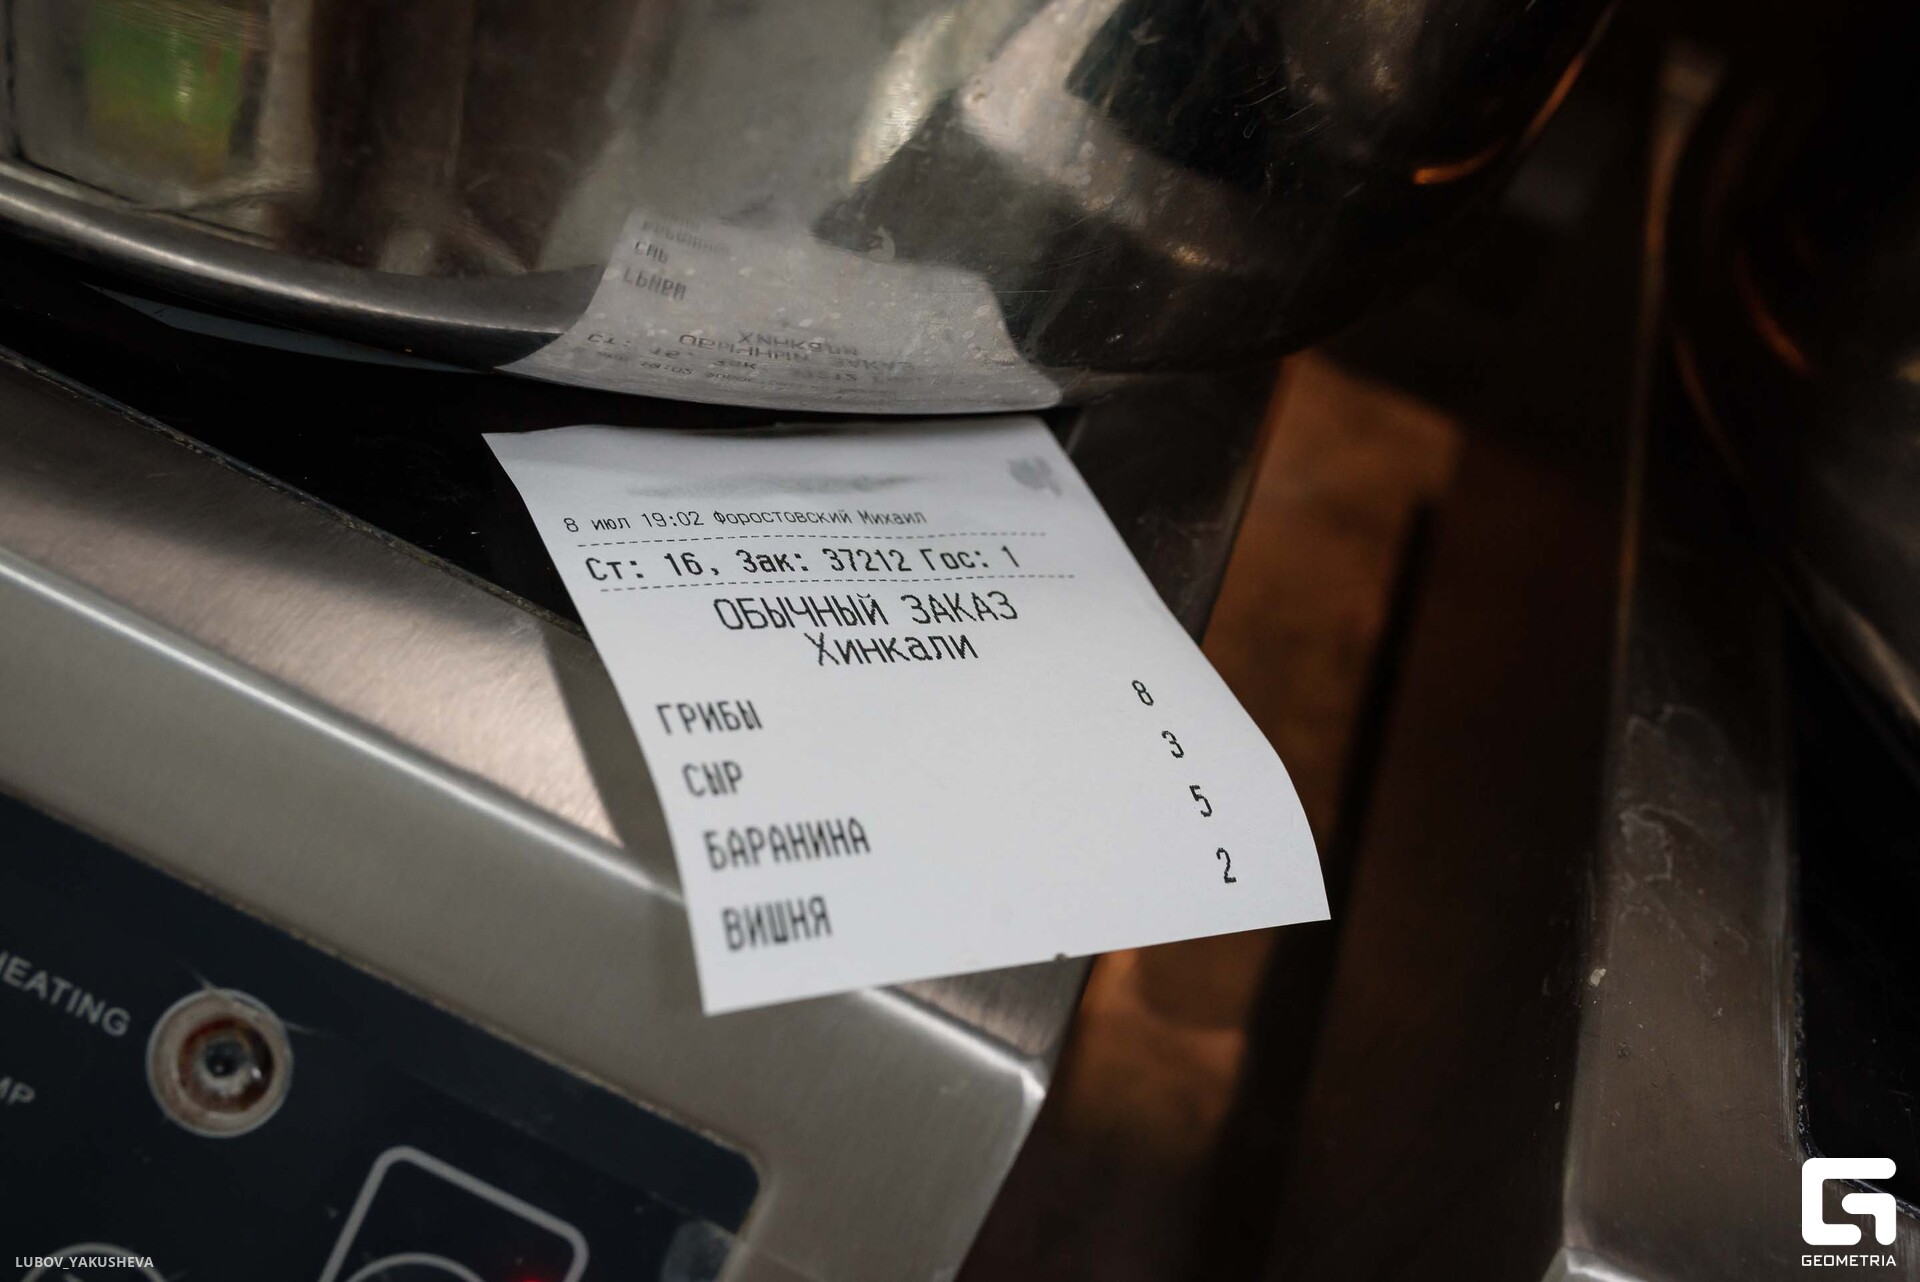 8 июл 19:02 Форостовский Михаил
Ст: 16, Зак: 37212 Гос: 1
ОБЫЧНЫЙ ЗАКАЗ
Хинкали
ГРИБЫ 8
СЫР 3
БАРАНИНА 5
ВИШНЯ 2
HEATING
LUBOV_YAKUSHEVA
GEOMETRIA